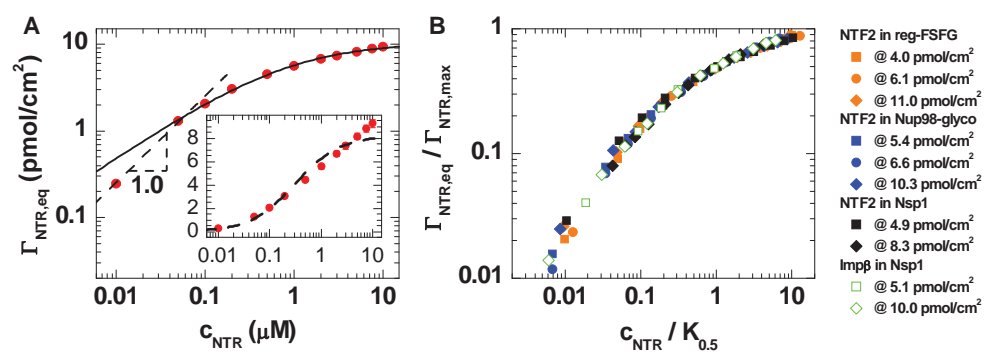 A
Γ_NTR,eq (pmol/cm²)
10
1
0.1
0.01
0.1
1
10
c_NTR (μM)
1.0
8
6
4
2
0
0.01
0.1
1
10
B
Γ_NTR,eq / Γ_NTR,max
1
0.1
0.01
0.01
0.1
1
10
c_NTR / K_0.5
NTF2 in reg-FSFG
@ 4.0 pmol/cm²
@ 6.1 pmol/cm²
@ 11.0 pmol/cm²
NTF2 in Nup98-glyco
@ 5.4 pmol/cm²
@ 6.6 pmol/cm²
@ 10.3 pmol/cm²
NTF2 in Nsp1
@ 4.9 pmol/cm²
@ 8.3 pmol/cm²
Impβ in Nsp1
@ 5.1 pmol/cm²
@ 10.0 pmol/cm²